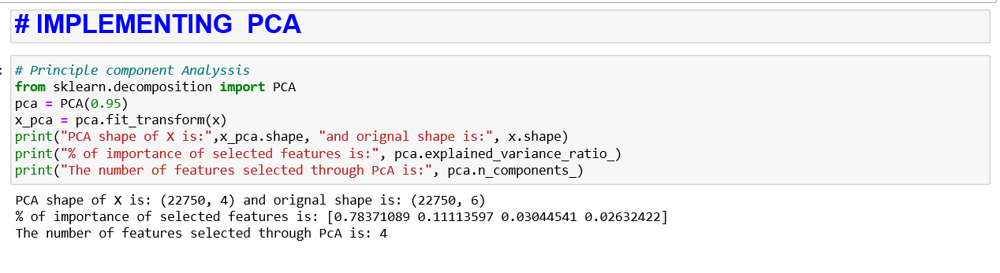 # IMPLEMENTING  PCA
:
# Principle component Analyssis
from sklearn.decomposition import PCA
pca = PCA(0.95)
x_pca = pca.fit_transform(x)
print("PCA shape of X is:",x_pca.shape, "and orignal shape is:", x.shape)
print("% of importance of selected features is:", pca.explained_variance_ratio_)
print("The number of features selected through PcA is:", pca.n_components_)
PCA shape of X is: (22750, 4) and orignal shape is: (22750, 6)
% of importance of selected features is: [0.78371089 0.11113597 0.03044541 0.02632422]
The number of features selected through PcA is: 4